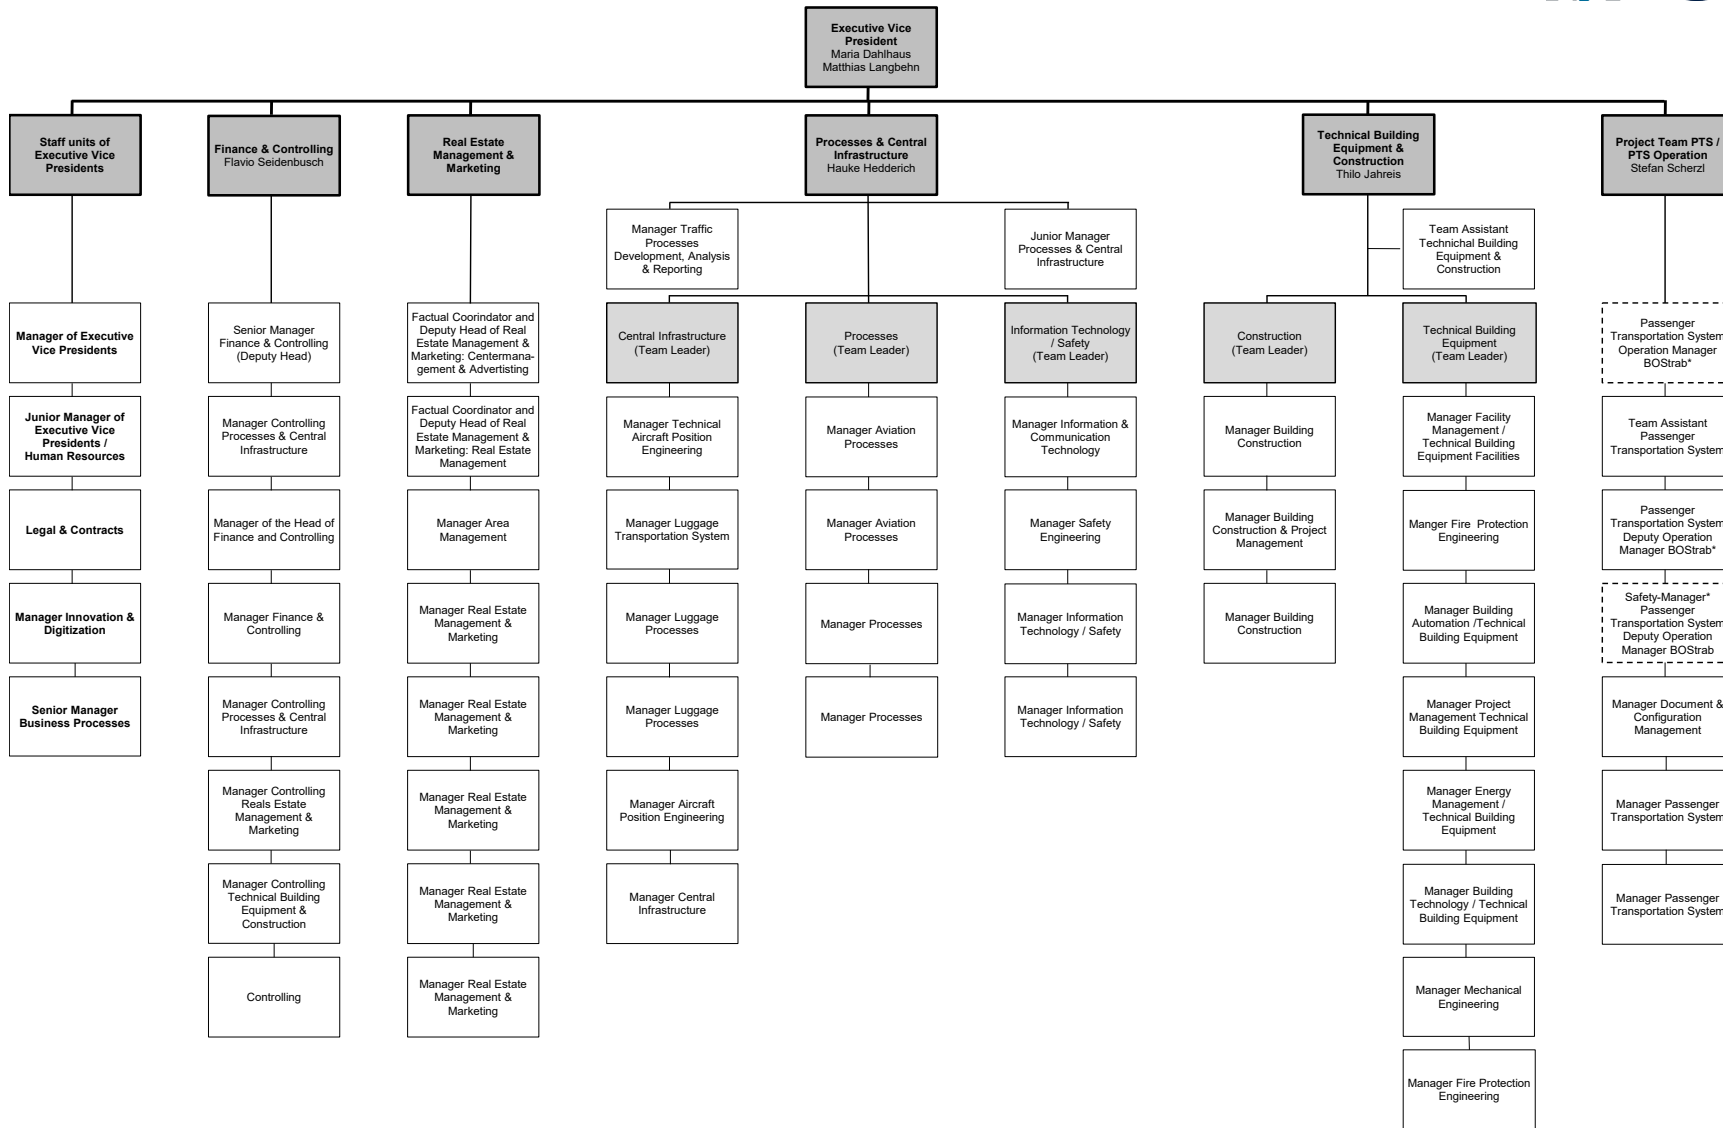 Executive Vice
President
Maria Dahlhaus
Matthias Langbehn
Staff units of
Executive Vice
Presidents
Finance & Controlling
Flavio Seidenbusch
Real Estate
Management &
Marketing
Processes & Central
Infrastructure
Hauke Hedderich
Technical Building
Equipment &
Construction
Thilo Jahreis
Project Team PTS /
PTS Operation
Stefan Scherzl
Manager Traffic
Processes
Development, Analysis
& Reporting
Junior Manager
Processes & Central
Infrastructure
Team Assistant
Technichal Building
Equipment &
Construction
Manager of Executive
Vice Presidents
Senior Manager
Finance & Controlling
(Deputy Head)
Factual Coorindator and
Deputy Head of Real
Estate Management &
Marketing: Centermana-
gement & Advertisting
Central Infrastructure
(Team Leader)
Processes
(Team Leader)
Information Technology
/ Safety
(Team Leader)
Construction
(Team Leader)
Technical Building
Equipment
(Team Leader)
Passenger
Transportation System
Operation Manager
BOStrab*
Junior Manager of
Executive Vice
Presidents /
Human Resources
Manager Controlling
Processes & Central
Infrastructure
Factual Coordinator and
Deputy Head of Real
Estate Management &
Marketing: Real Estate
Management
Manager Technical
Aircraft Position
Engineering
Manager Aviation
Processes
Manager Information &
Communication
Technology
Manager Building
Construction
Manager Facility
Management /
Technical Building
Equipment Facilities
Team Assistant
Passenger
Transportation System
Legal & Contracts
Manager of the Head of
Finance and Controlling
Manager Area
Management
Manager Luggage
Transportation System
Manager Aviation
Processes
Manager Safety
Engineering
Manager Building
Construction & Project
Management
Manger Fire Protection
Engineering
Passenger
Transportation System
Deputy Operation
Manager BOStrab*
Manager Innovation &
Digitization
Manager Finance &
Controlling
Manager Real Estate
Management &
Marketing
Manager Luggage
Processes
Manager Processes
Manager Information
Technology / Safety
Manager Building
Construction
Manager Building
Automation /Technical
Building Equipment
Safety-Manager*
Passenger
Transportation System
Deputy Operation
Manager BOStrab
Senior Manager
Business Processes
Manager Controlling
Processes & Central
Infrastructure
Manager Real Estate
Management &
Marketing
Manager Luggage
Processes
Manager Processes
Manager Information
Technology / Safety
Manager Project
Management Technical
Building Equipment
Manager Document &
Configuration
Management
Manager Controlling
Reals Estate
Management &
Marketing
Manager Real Estate
Management &
Marketing
Manager Aircraft
Position Engineering
Manager Energy
Management /
Technical Building
Equipment
Manager Passenger
Transportation System
Manager Controlling
Technical Building
Equipment &
Construction
Manager Real Estate
Management &
Marketing
Manager Central
Infrastructure
Manager Building
Technology / Technical
Building Equipment
Manager Passenger
Transportation System
Controlling
Manager Real Estate
Management &
Marketing
Manager Mechanical
Engineering
Manager Fire Protection
Engineering